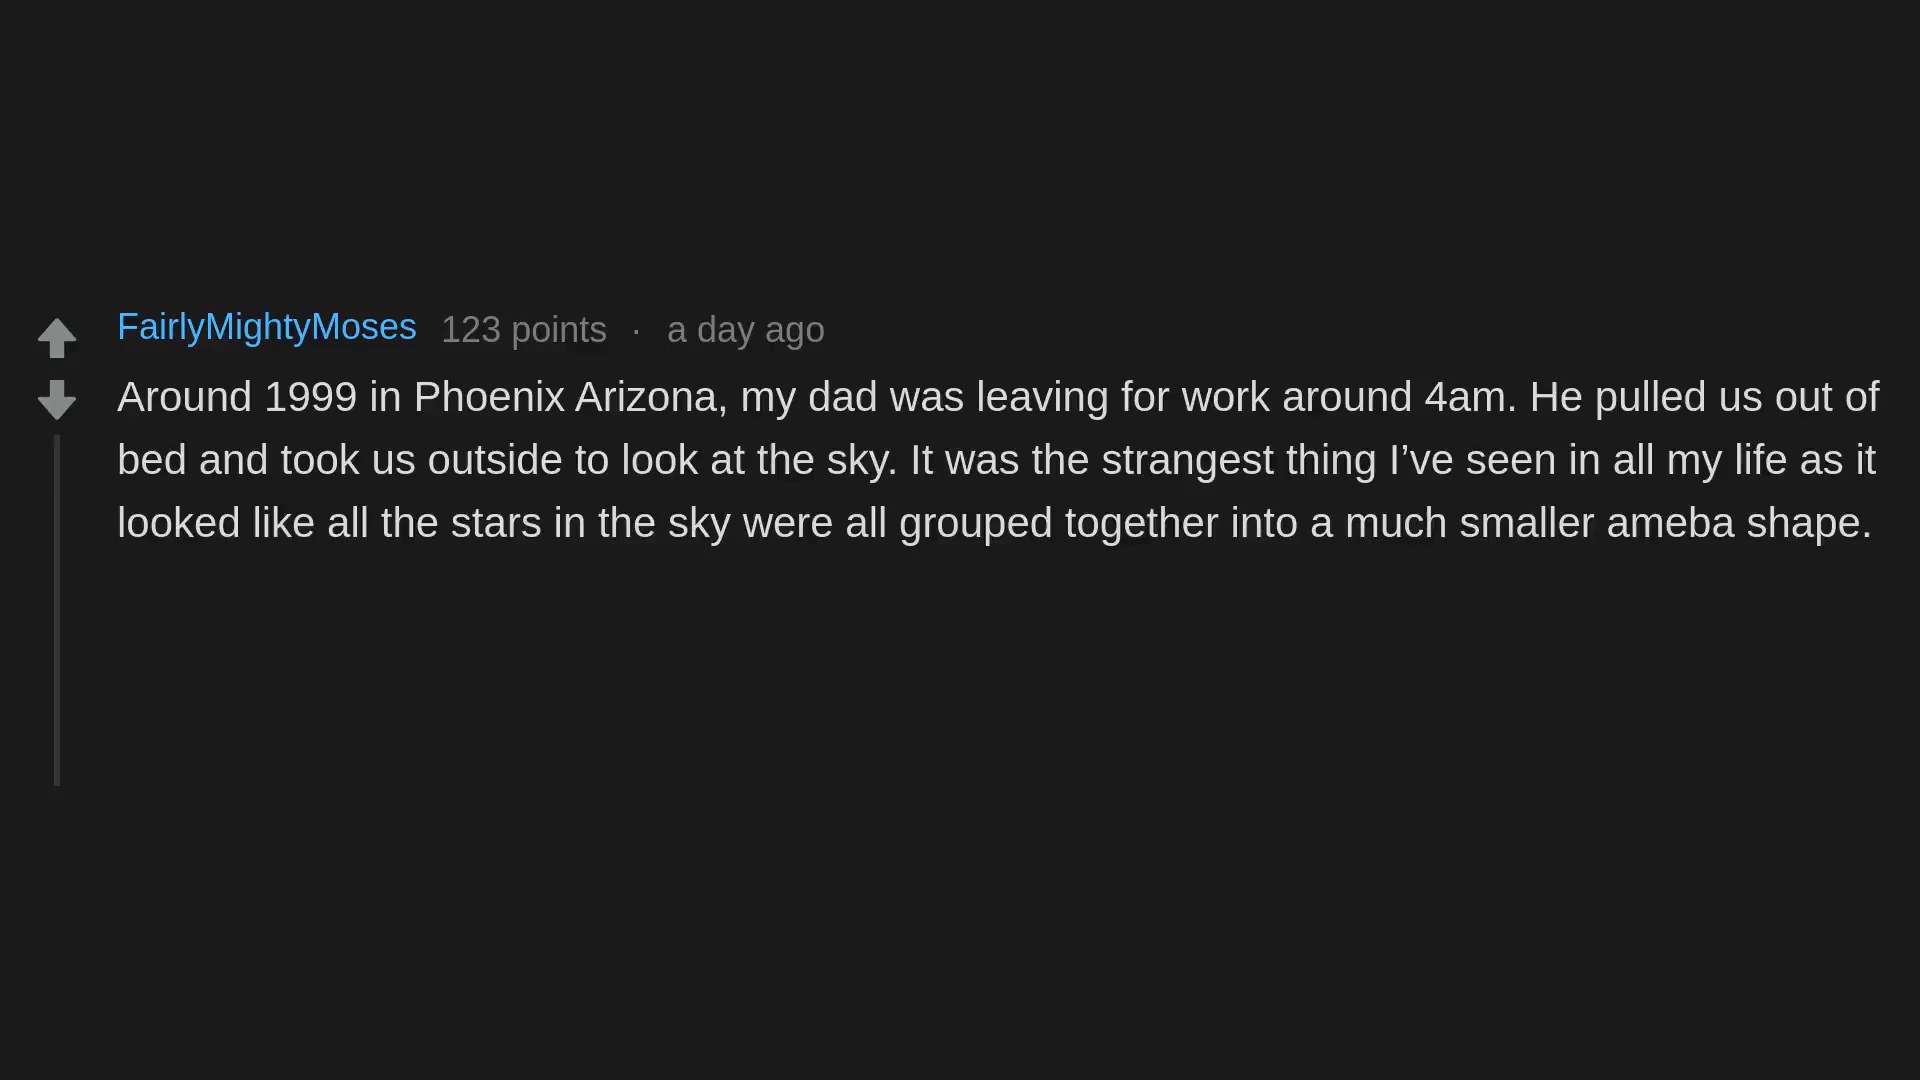 FairlyMightyMoses 123 points · a day ago
Around 1999 in Phoenix Arizona, my dad was leaving for work around 4am. He pulled us out of
bed and took us outside to look at the sky. It was the strangest thing I’ve seen in all my life as it
looked like all the stars in the sky were all grouped together into a much smaller ameba shape.